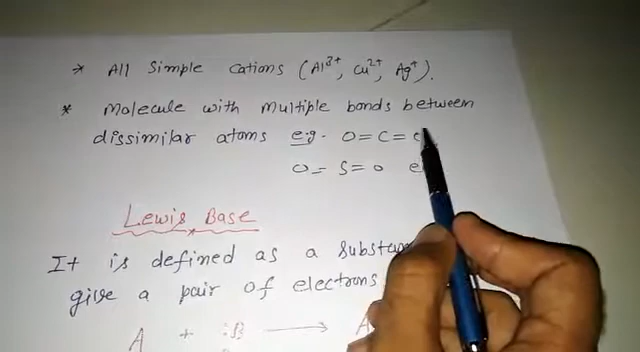 * All Simple cations (Al³⁺, Cu²⁺, Ag⁺).
* Molecule with multiple bonds between
dissimilar atoms e.g. O=C=
O=S=O
Lewis Base
It is defined as a
give a pair of electrons
A + :B ⟶ A